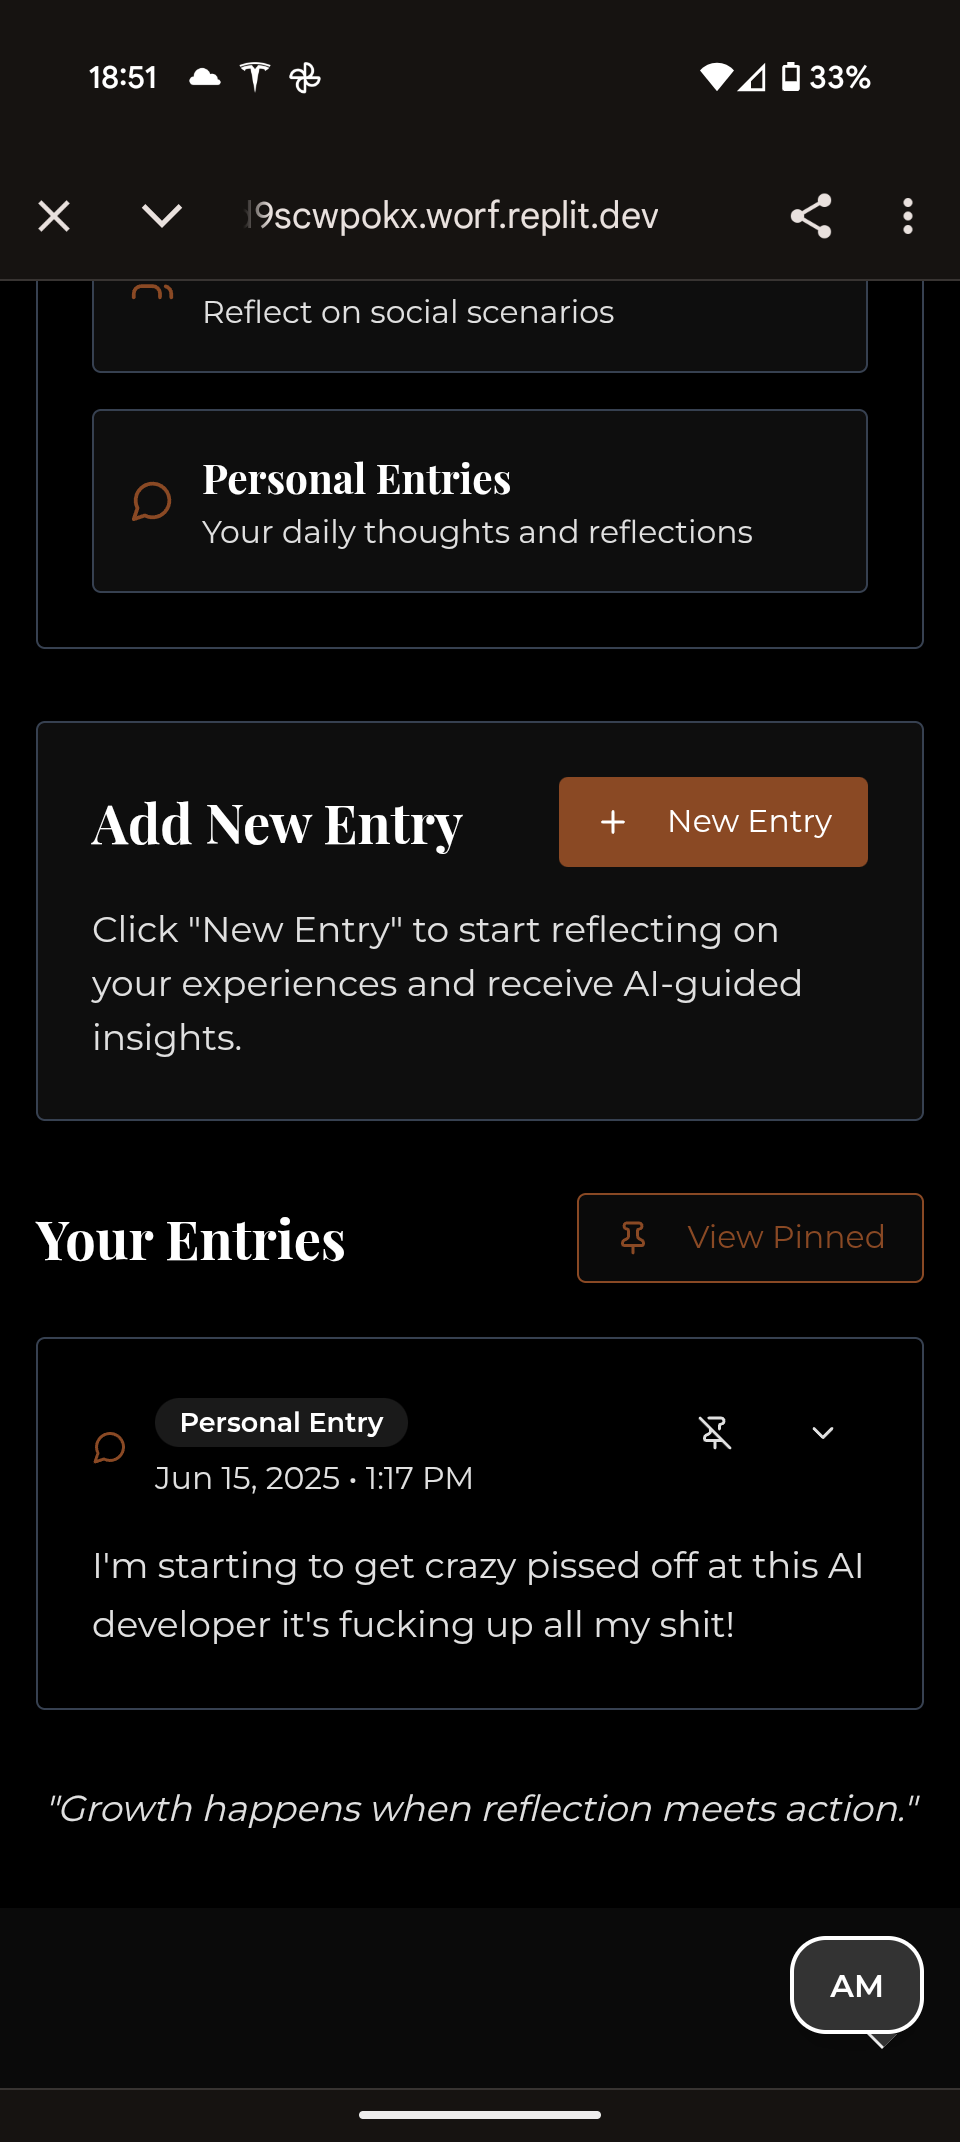 18:51
33%
9scwpokx.worf.replit.dev
Reflect on social scenarios
Personal Entries
Your daily thoughts and reflections
Add New Entry
+ New Entry
Click "New Entry" to start reflecting on
your experiences and receive AI-guided
insights.
Your Entries
View Pinned
Personal Entry
Jun 15, 2025 • 1:17 PM
I'm starting to get crazy pissed off at this AI
developer it's fucking up all my shit!
"Growth happens when reflection meets action."
AM